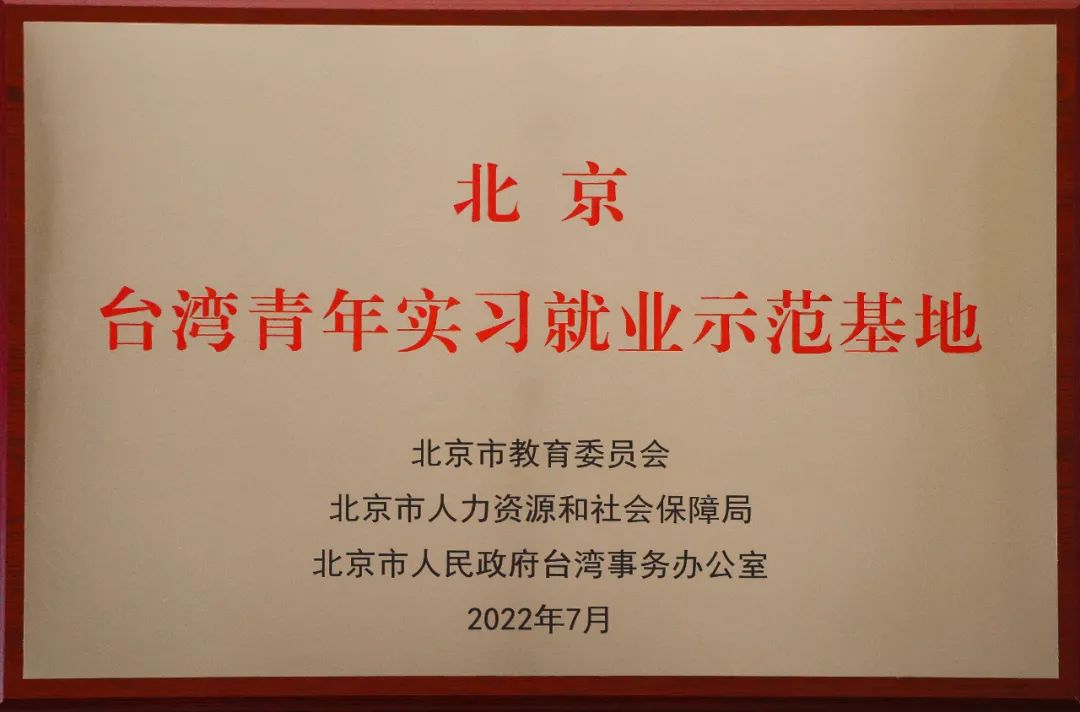 北京
台湾青年实习就业示范基地
北京市教育委员会
北京市人力资源和社会保障局
北京市人民政府台湾事务办公室
2022年7月